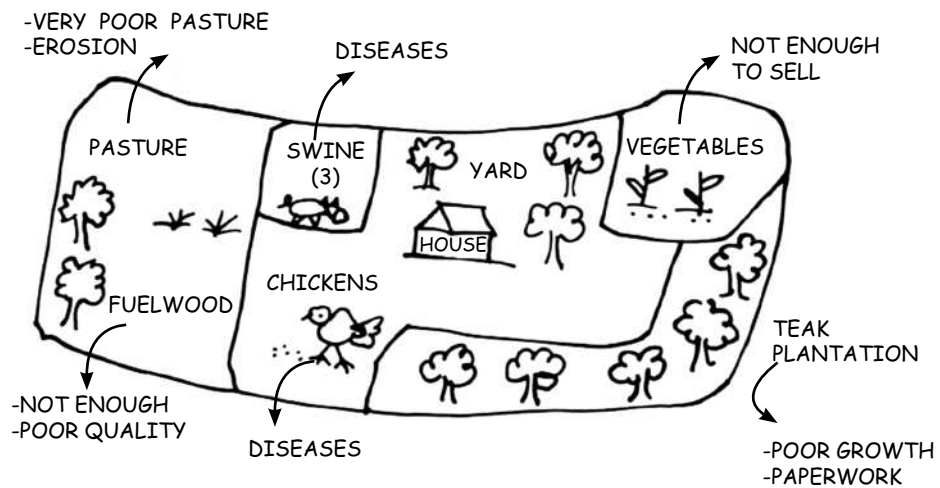 -VERY POOR PASTURE
-EROSION
DISEASES
NOT ENOUGH
TO SELL
PASTURE
SWINE
(3)
YARD
VEGETABLES
HOUSE
CHICKENS
FUELWOOD
TEAK
PLANTATION
-NOT ENOUGH
-POOR QUALITY
DISEASES
-POOR GROWTH
-PAPERWORK